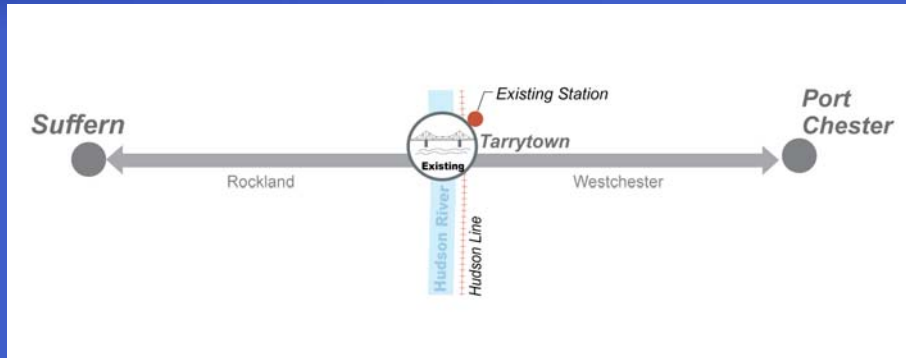 Suffern
Existing Station
Port
Chester
Tarrytown
Existing
Rockland
Westchester
Hudson River
Hudson Line